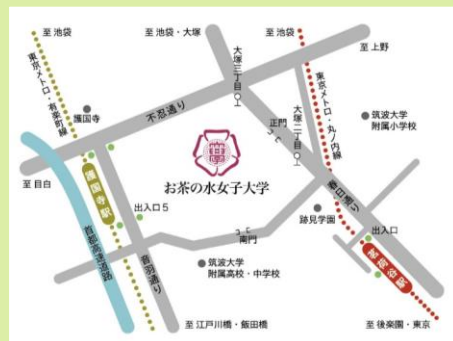 至 池袋
至 池袋・大塚
至 池袋
至 上野
東京メトロ・有楽町線
護国寺
不忍通り
大塚三丁目
正門
大塚二丁目
東京メトロ・丸ノ内線
筑波大学
附属小学校
お茶の水女子大学
春日通り
至 目白
護国寺駅
出入口5
跡見学園
出入口
南門
首都高速道路
音羽通り
筑波大学
附属高校・中学校
茗荷谷駅
至 江戸川橋・飯田橋
至 後楽園・東京